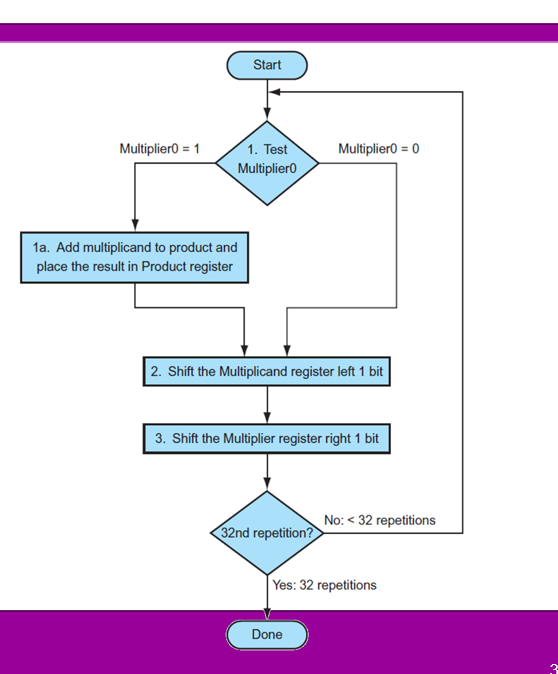 Start
Multiplier0 = 1
1. Test
Multiplier0
Multiplier0 = 0
1a. Add multiplicand to product and
place the result in Product register
2. Shift the Multiplicand register left 1 bit
3. Shift the Multiplier register right 1 bit
No: < 32 repetitions
32nd repetition?
Yes: 32 repetitions
Done
3